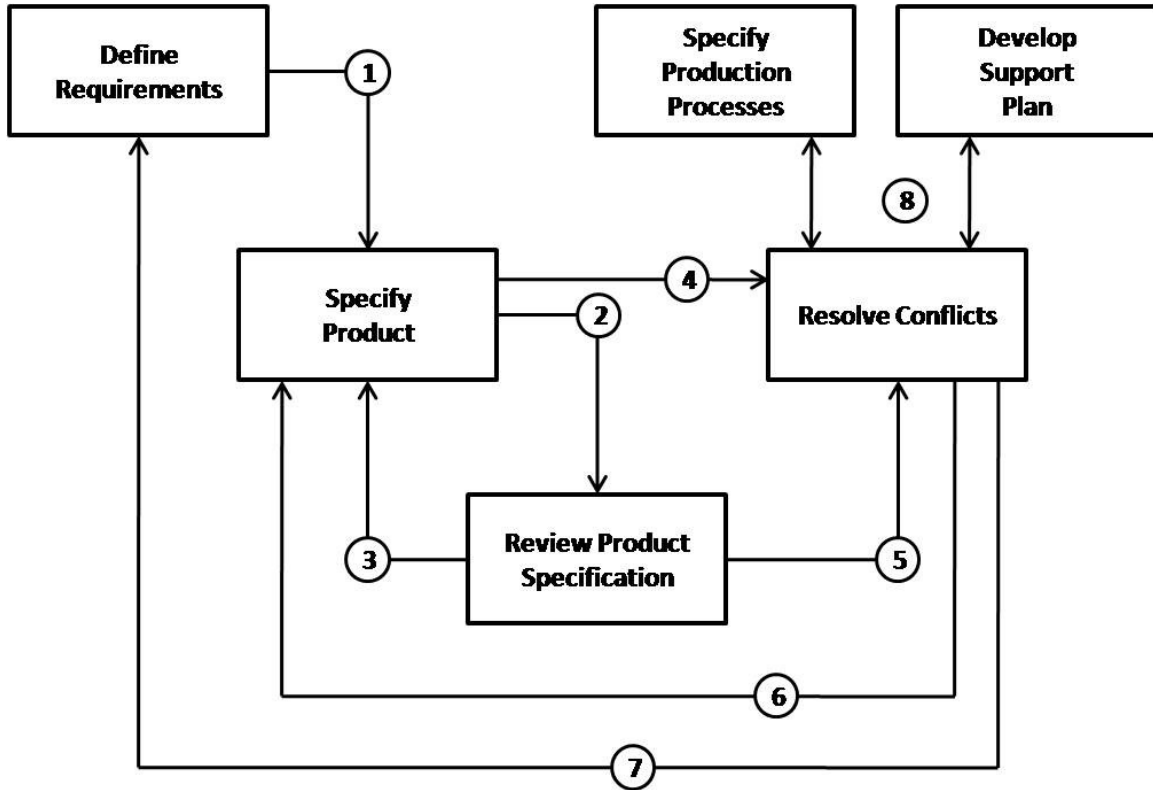 Define
Requirements
1
Specify
Production
Processes
Develop
Support
Plan
8
Specify
Product
4
2
Resolve Conflicts
3
Review Product
Specification
5
6
7